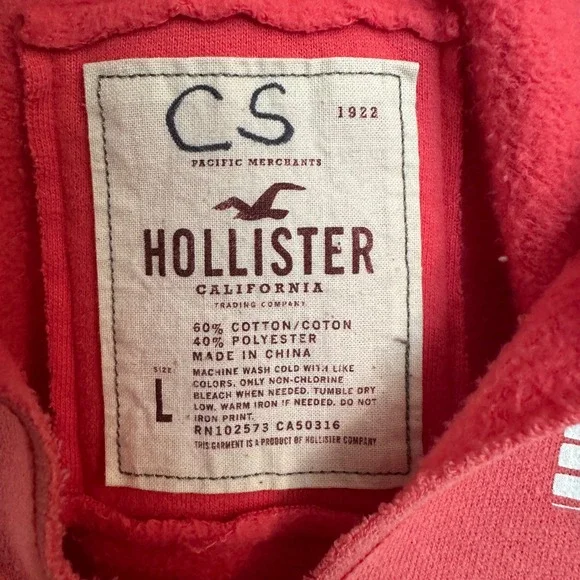 CS
1922
PACIFIC MERCHANTS
HOLLISTER
CALIFORNIA
TRADING COMPANY
60% COTTON/COTON
40% POLYESTER
MADE IN CHINA
SIZE
L
MACHINE WASH COLD WITH LIKE
COLORS, ONLY NON-CHLORINE
BLEACH WHEN NEEDED. TUMBLE DRY
LOW. WARM IRON IF NEEDED. DO NOT
IRON PRINT.
RN102573 CA50316
THIS GARMENT IS A PRODUCT OF HOLLISTER COMPANY